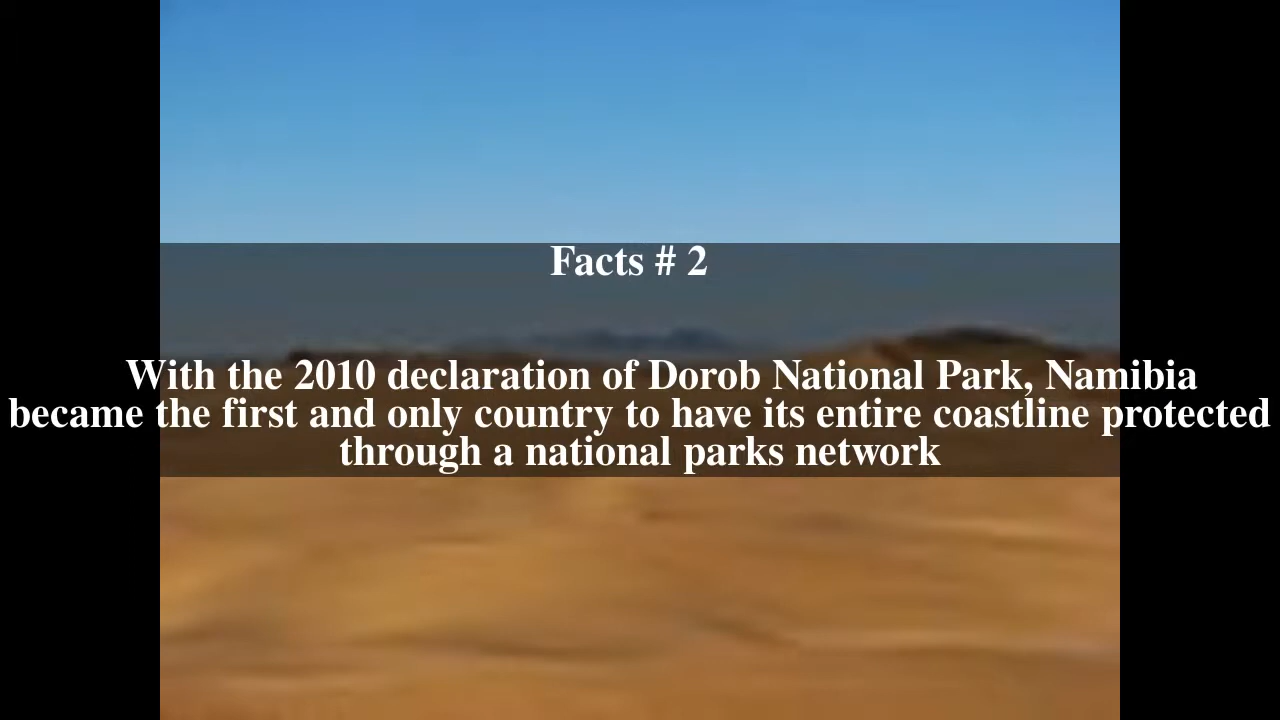 Facts # 2
With the 2010 declaration of Dorob National Park, Namibia
became the first and only country to have its entire coastline protected
through a national parks network